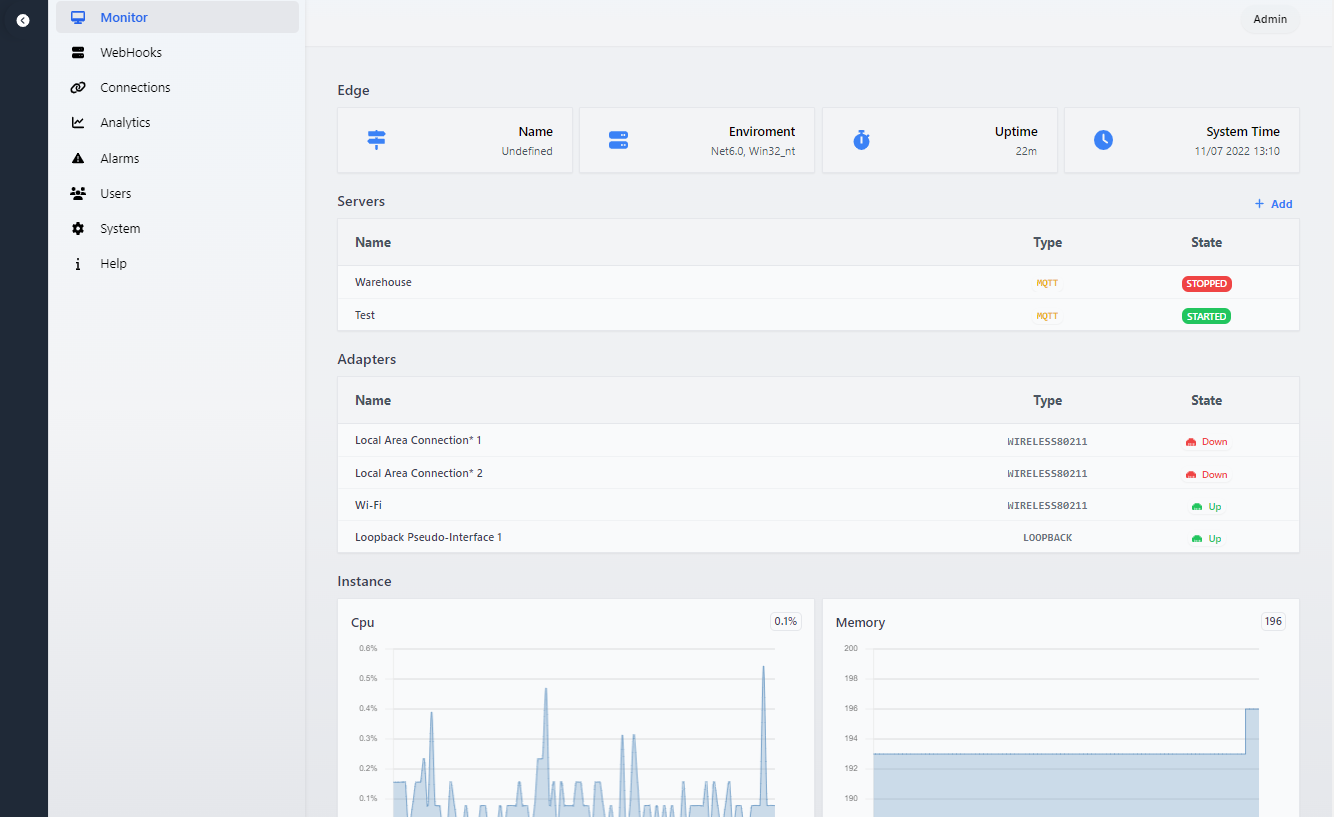 Monitor
WebHooks
Connections
Analytics
Alarms
Users
System
Help
Admin
Edge
Name
Undefined
Enviroment
Net6.0, Win32_nt
Uptime
22m
System Time
11/07 2022 13:10
Servers
+ Add
Name Type State
Warehouse MQTT STOPPED
Test MQTT STARTED
Adapters
Name Type State
Local Area Connection* 1 WIRELESS80211 Down
Local Area Connection* 2 WIRELESS80211 Down
Wi-Fi WIRELESS80211 Up
Loopback Pseudo-Interface 1 LOOPBACK Up
Instance
Cpu 0.1%
0.6%
0.5%
0.4%
0.3%
0.2%
0.1%
Memory 196
200
198
196
194
192
190